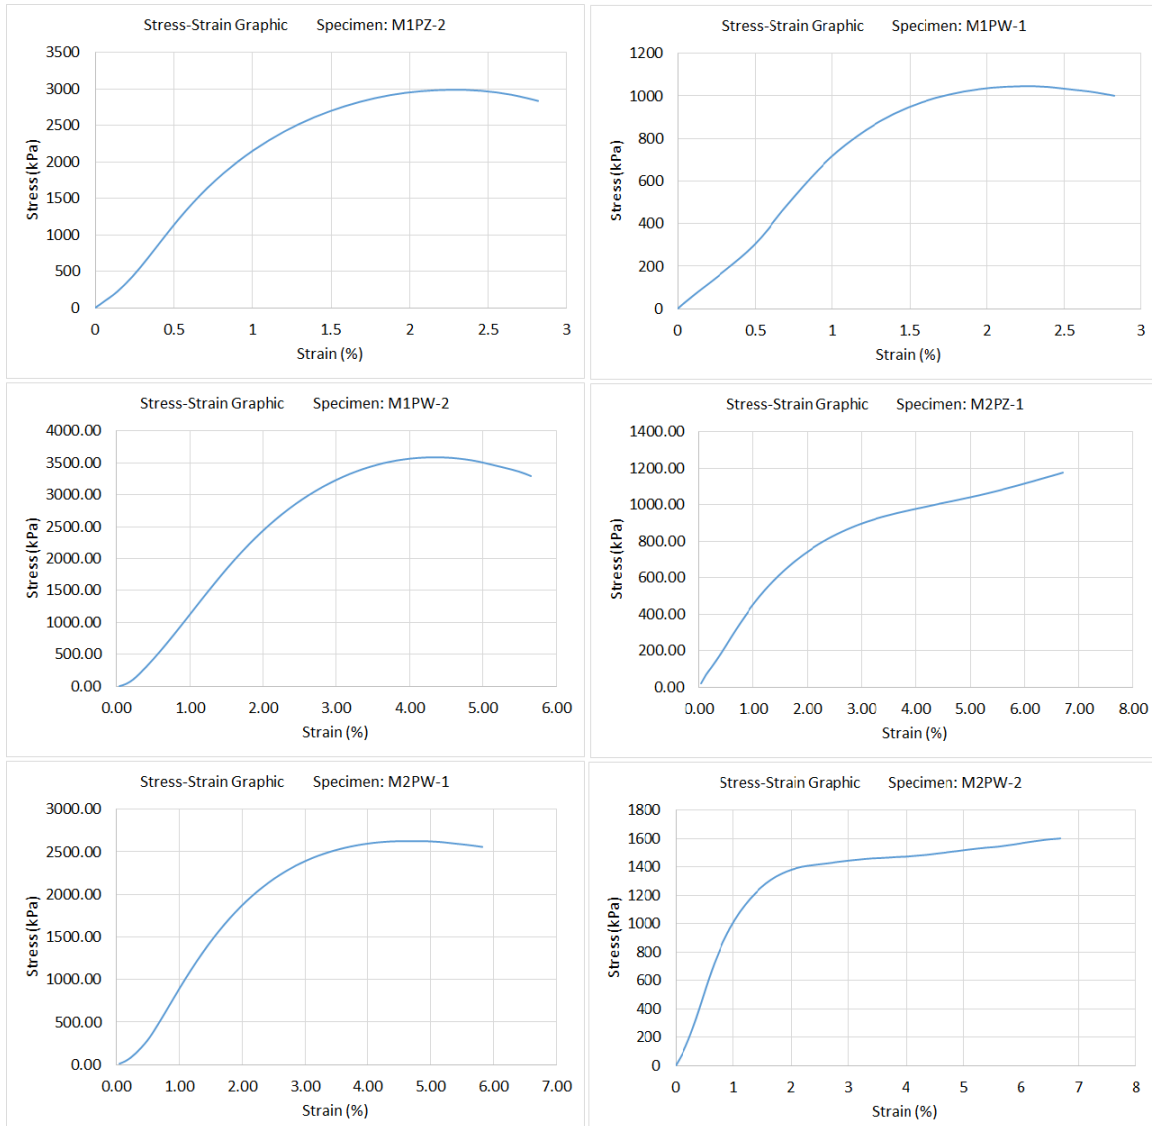 Stress-Strain Graphic Specimen: M1PZ-2
3500
3000
2500
2000
1500
1000
500
0
Stress (kPa)
0 0.5 1 1.5 2 2.5 3
Strain (%)
Stress-Strain Graphic Specimen: M1PW-1
1200
1000
800
600
400
200
0
Stress (kPa)
0 0.5 1 1.5 2 2.5 3
Strain (%)
Stress-Strain Graphic Specimen: M1PW-2
4000.00
3500.00
3000.00
2500.00
2000.00
1500.00
1000.00
500.00
0.00
Stress (kPa)
0.00 1.00 2.00 3.00 4.00 5.00 6.00
Strain (%)
Stress-Strain Graphic Specimen: M2PZ-1
1400.00
1200.00
1000.00
800.00
600.00
400.00
200.00
0.00
Stress (kPa)
0.00 1.00 2.00 3.00 4.00 5.00 6.00 7.00 8.00
Strain (%)
Stress-Strain Graphic Specimen: M2PW-1
3000.00
2500.00
2000.00
1500.00
1000.00
500.00
0.00
Stress (kPa)
0.00 1.00 2.00 3.00 4.00 5.00 6.00 7.00
Strain (%)
Stress-Strain Graphic Specimen: M2PW-2
1800
1600
1400
1200
1000
800
600
400
200
0
Stress (kPa)
0 1 2 3 4 5 6 7 8
Strain (%)